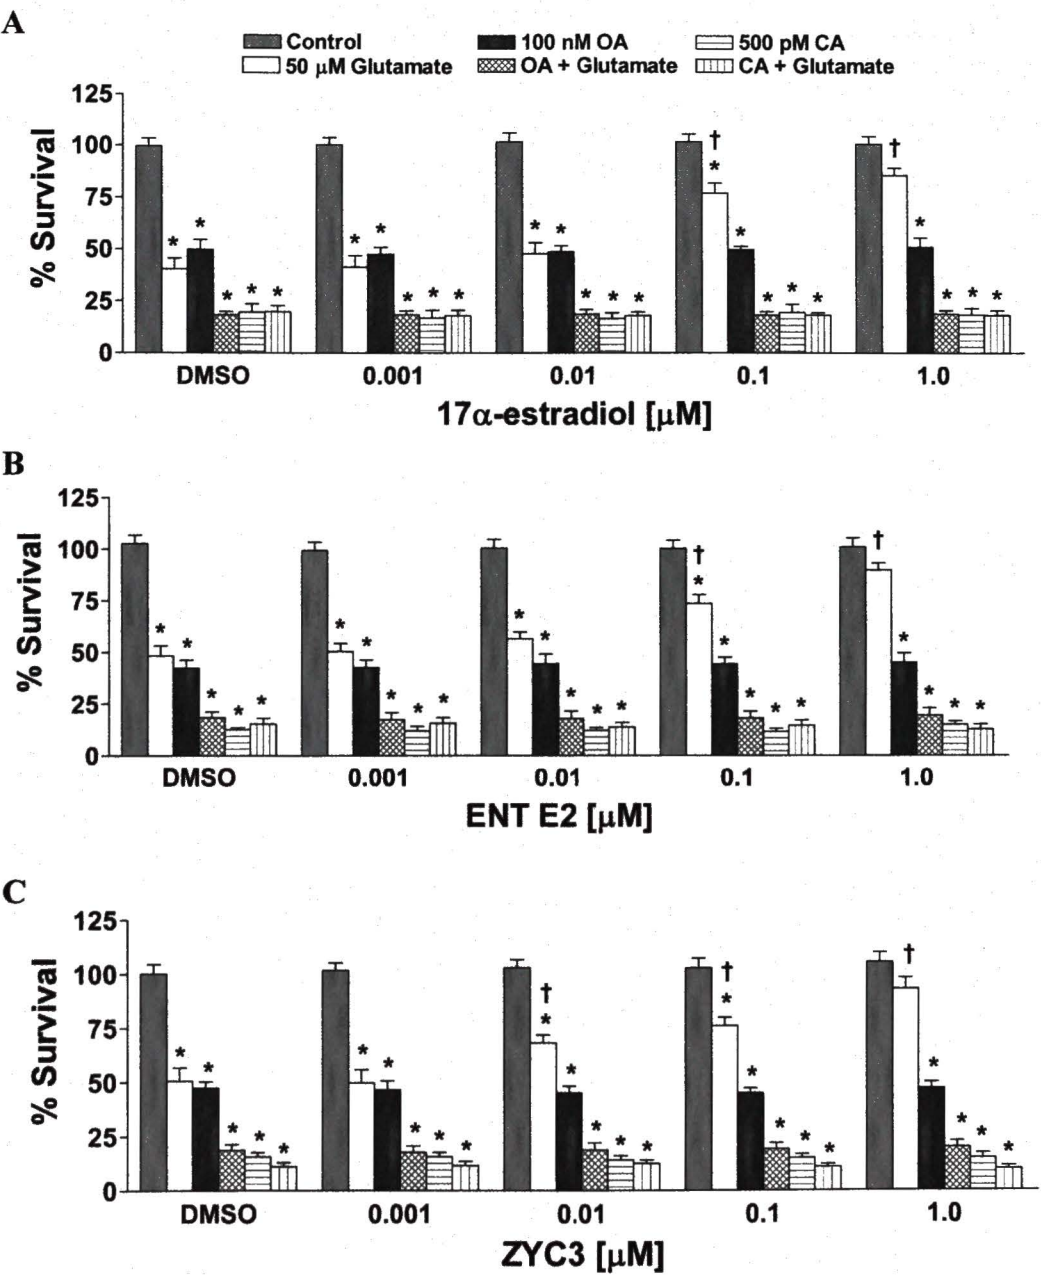 A
Control 100 nM OA 500 pM CA
50 μM Glutamate OA + Glutamate CA + Glutamate
125
100
75
50
25
0
% Survival
† †
* * * * * * * * * * * * * * * * * * * * * * * *
DMSO 0.001 0.01 0.1 1.0
17α-estradiol [μM]
B
125
100
75
50
25
0
% Survival
† †
* * * * * * * * * * * * * * * * * * * * * * * *
DMSO 0.001 0.01 0.1 1.0
ENT E2 [μM]
C
125
100
75
50
25
0
% Survival
† † †
* * * * * * * * * * * * * * * * * * * * * * * *
DMSO 0.001 0.01 0.1 1.0
ZYC3 [μM]